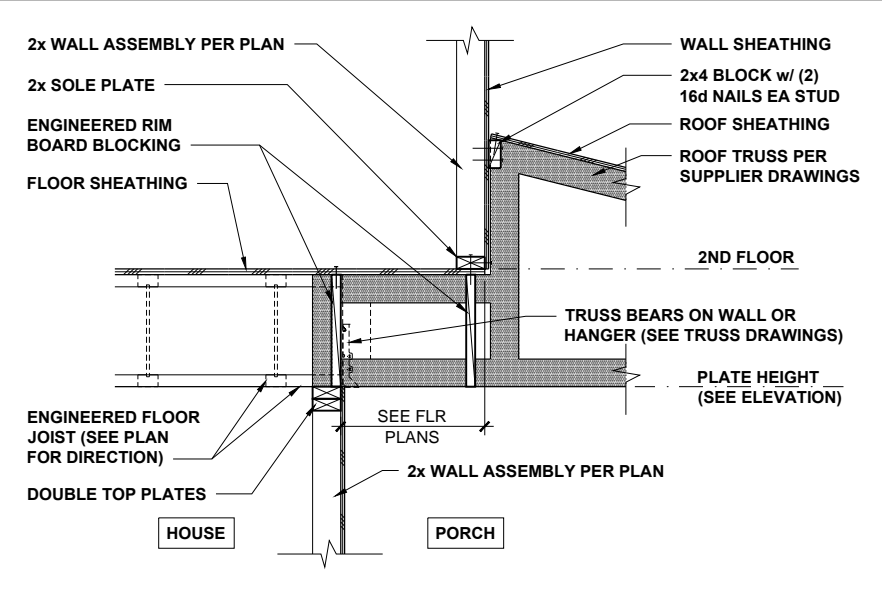 2x WALL ASSEMBLY PER PLAN
2x SOLE PLATE
ENGINEERED RIM
BOARD BLOCKING
FLOOR SHEATHING
WALL SHEATHING
2x4 BLOCK w/ (2)
16d NAILS EA STUD
ROOF SHEATHING
ROOF TRUSS PER
SUPPLIER DRAWINGS
2ND FLOOR
TRUSS BEARS ON WALL OR
HANGER (SEE TRUSS DRAWINGS)
PLATE HEIGHT
(SEE ELEVATION)
ENGINEERED FLOOR
JOIST (SEE PLAN
FOR DIRECTION)
DOUBLE TOP PLATES
SEE FLR
PLANS
2x WALL ASSEMBLY PER PLAN
HOUSE
PORCH